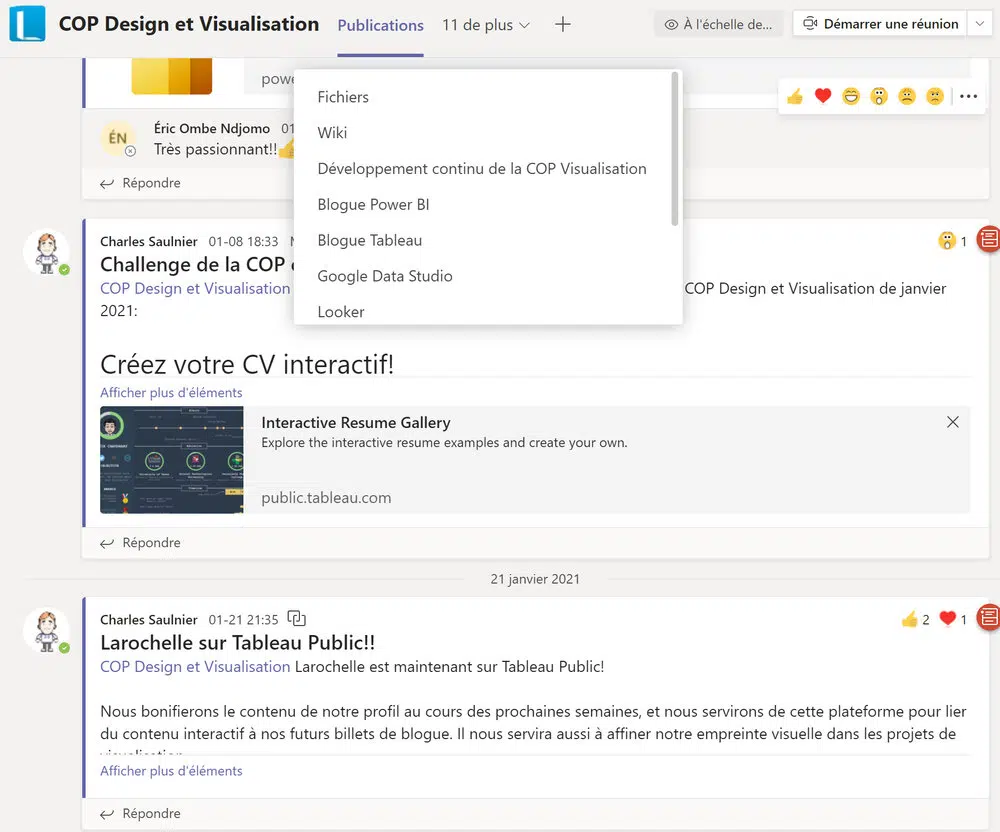 COP Design et Visualisation
Publications
11 de plus
À l'échelle de...
Démarrer une réunion
Fichiers
Wiki
Développement continu de la COP Visualisation
Blogue Power BI
Blogue Tableau
Google Data Studio
Looker
ÉN
Éric Ombe Ndjomo
Très passionnant!!
Répondre
Charles Saulnier 01-08 18:33
1
Challenge de la COP
COP Design et Visualisation
COP Design et Visualisation de janvier
2021:
Créez votre CV interactif!
Afficher plus d'éléments
Interactive Resume Gallery
Explore the interactive resume examples and create your own.
public.tableau.com
Répondre
21 janvier 2021
Charles Saulnier 01-21 21:35
2 1
Larochelle sur Tableau Public!!
COP Design et Visualisation Larochelle est maintenant sur Tableau Public!
Nous bonifierons le contenu de notre profil au cours des prochaines semaines, et nous servirons de cette plateforme pour lier
du contenu interactif à nos futurs billets de blogue. Il nous servira aussi à affiner notre empreinte visuelle dans les projets de
visualisation.
Afficher plus d'éléments
Répondre